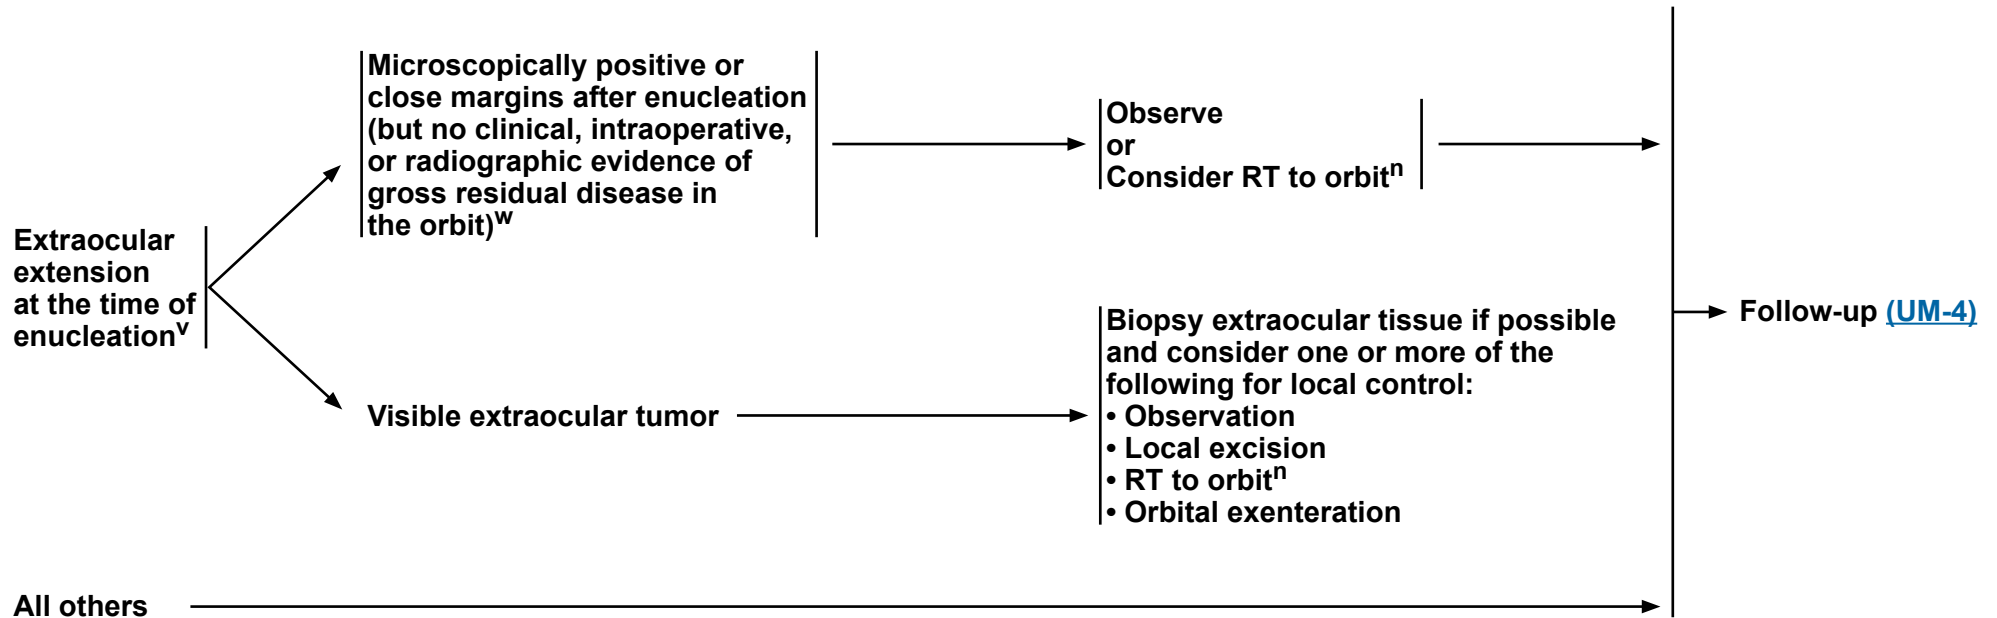 Extraocular
extension
at the time of
enucleationv
Microscopically positive or
close margins after enucleation
(but no clinical, intraoperative,
or radiographic evidence of
gross residual disease in
the orbit)w
Observe
or
Consider RT to orbitn
Visible extraocular tumor
Biopsy extraocular tissue if possible
and consider one or more of the
following for local control:
• Observation
• Local excision
• RT to orbitn
• Orbital exenteration
All others
Follow-up (UM-4)